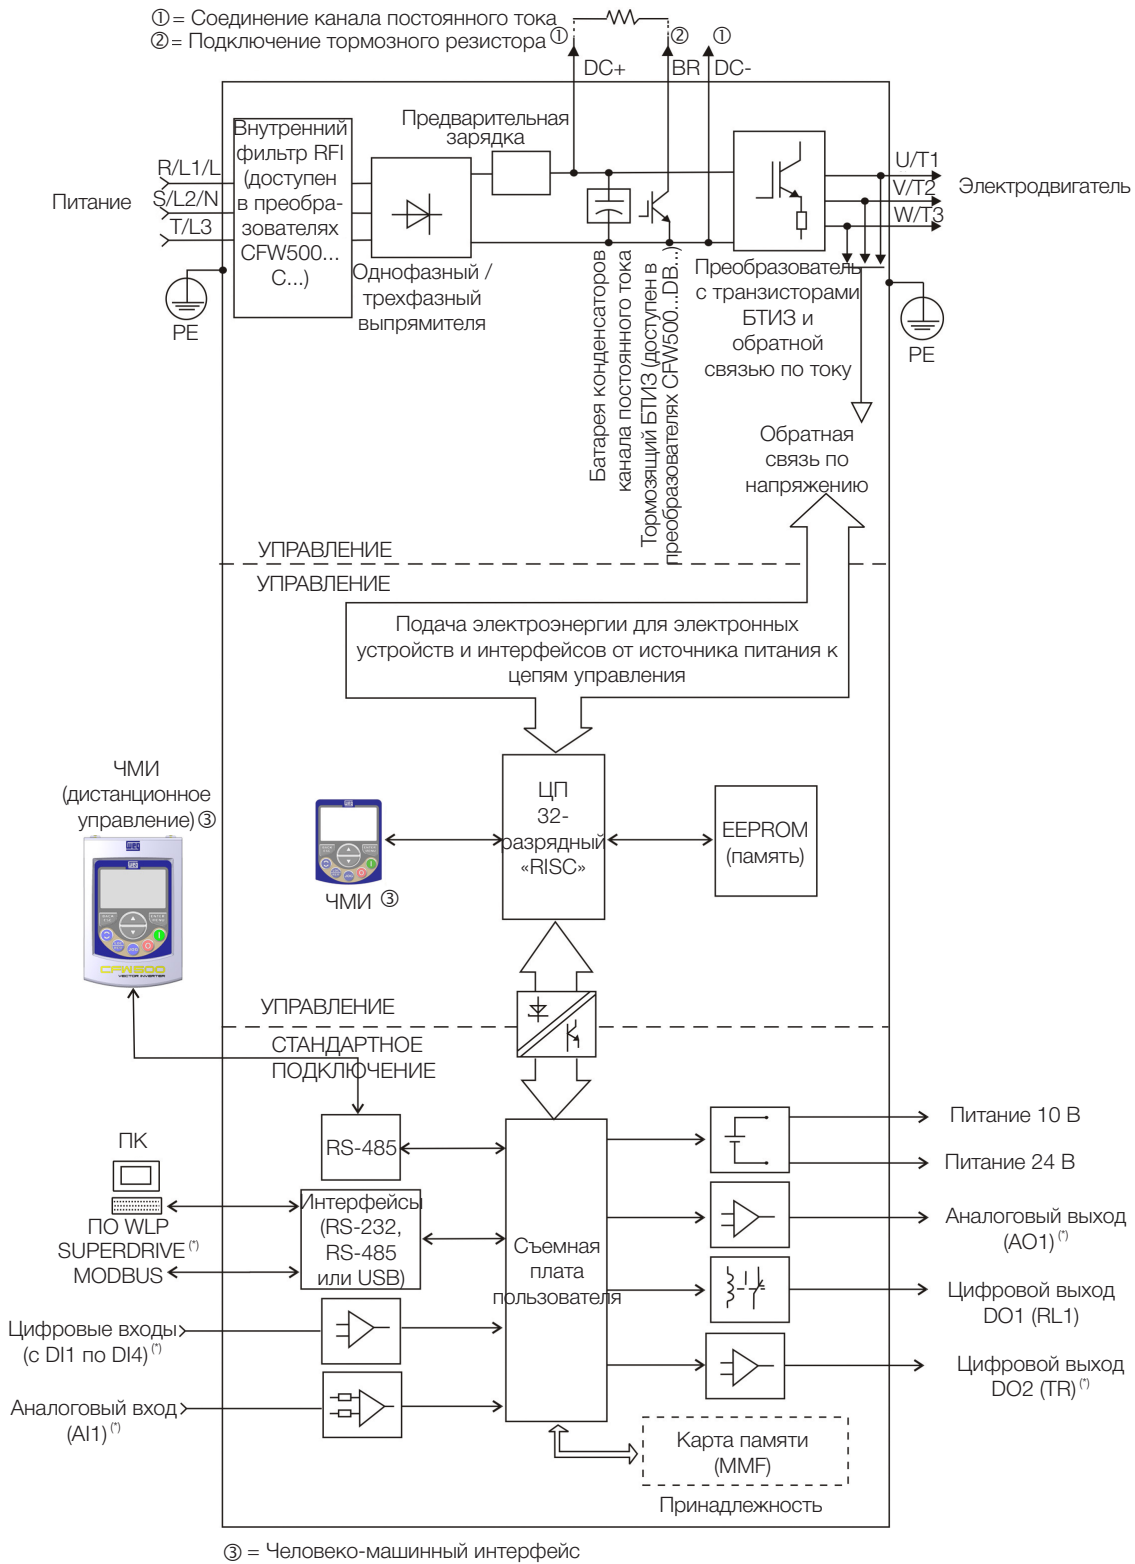 ① = Соединение канала постоянного тока
② = Подключение тормозного резистора
① ② ①
DC+ BR DC-
Внутренний
фильтр RFI
(доступен
в преобра-
зователях
CFW500...
C...)
Предварительная
зарядка
Питание
R/L1/L
S/L2/N
T/L3
PE
Однофазный /
трехфазный
выпрямителя
Батарея конденсаторов
канала постоянного тока
Тормозящий БТИЗ (доступен в
преобразователях CFW500...DB...)
U/T1
V/T2
W/T3
Электродвигатель
Преобразователь
с транзисторами
БТИЗ и
обратной
связью по току
PE
Обратная
связь по
напряжению
УПРАВЛЕНИЕ
УПРАВЛЕНИЕ
Подача электроэнергии для электронных
устройств и интерфейсов от источника питания к
цепям управления
ЧМИ
(дистанционное
управление) ③
ЧМИ ③
ЦП
32-
разрядный
«RISC»
EEPROM
(память)
CFW500
VECTOR INVERTER
УПРАВЛЕНИЕ
СТАНДАРТНОЕ
ПОДКЛЮЧЕНИЕ
RS-485
ПК
ПО WLP
SUPERDRIVE (*)
MODBUS
Интерфейсы
(RS-232,
RS-485
или USB)
Съемная
плата
пользователя
Цифровые входы
(с DI1 по DI4) (*)
Аналоговый вход
(AI1) (*)
Питание 10 В
Питание 24 В
Аналоговый выход
(AO1) (*)
Цифровой выход
DO1 (RL1)
Цифровой выход
DO2 (TR) (*)
Карта памяти
(MMF)
Принадлежность
③ = Человеко-машинный интерфейс